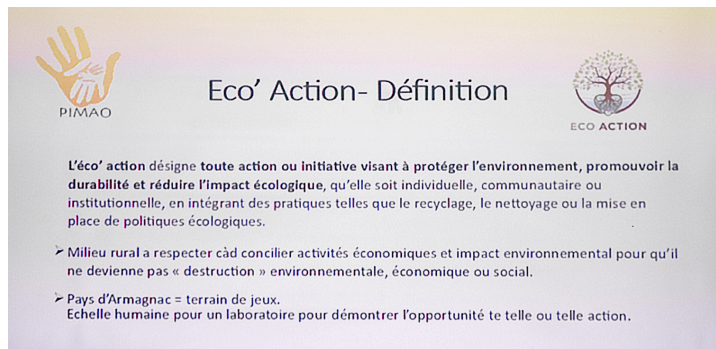 PIMAO
Eco’ Action- Définition
ECO ACTION
L’éco’ action désigne toute action ou initiative visant à protéger l’environnement, promouvoir la
durabilité et réduire l’impact écologique, qu’elle soit individuelle, communautaire ou
institutionnelle, en intégrant des pratiques telles que le recyclage, le nettoyage ou la mise en
place de politiques écologiques.
➢ Milieu rural a respecter càd concilier activités économiques et impact environnemental pour qu’il
ne devienne pas « destruction » environnementale, économique ou social.
➢ Pays d’Armagnac = terrain de jeux.
Echelle humaine pour un laboratoire pour démontrer l’opportunité te telle ou telle action.